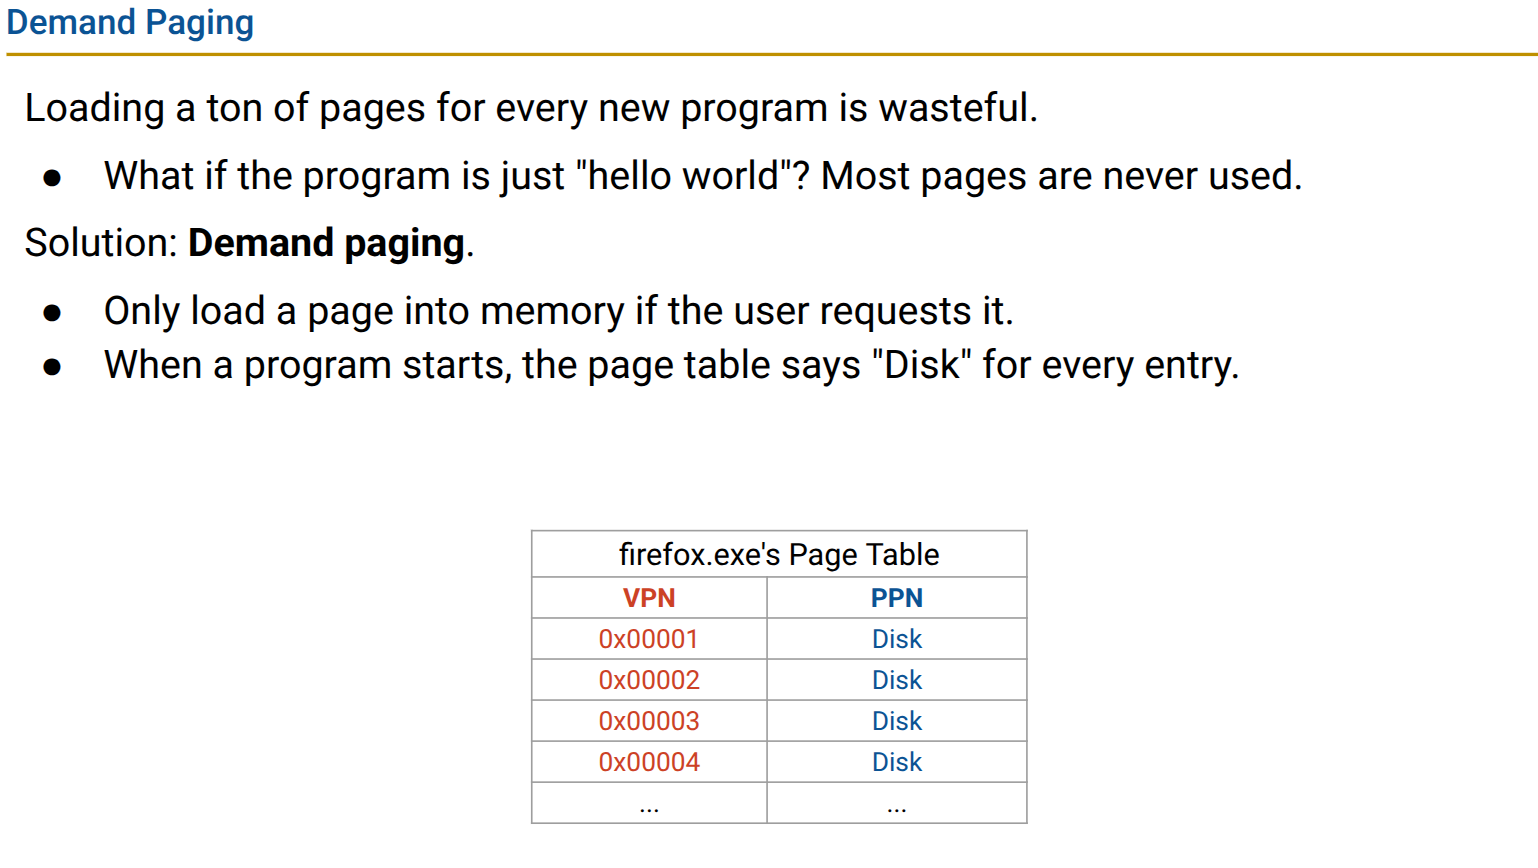 Demand Paging
Loading a ton of pages for every new program is wasteful.
● What if the program is just "hello world"? Most pages are never used.
Solution: Demand paging.
● Only load a page into memory if the user requests it.
● When a program starts, the page table says "Disk" for every entry.
firefox.exe's Page Table
VPN PPN
0x00001 Disk
0x00002 Disk
0x00003 Disk
0x00004 Disk
... ...